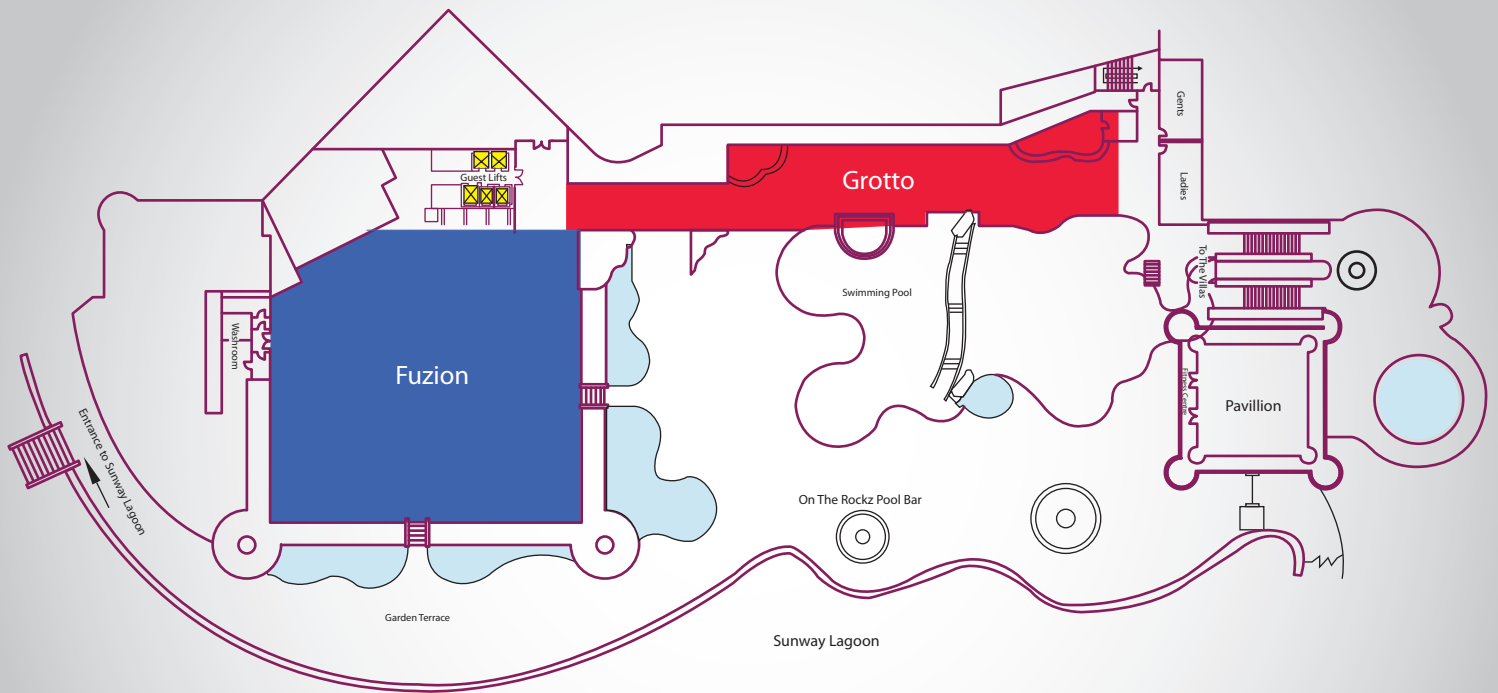 Gents
Guest Lifts
Grotto
Ladies
To The Villas
Swimming Pool
Washroom
Fuzion
Fitness Centre
Pavillion
Entrance to Sunway Lagoon
On The Rockz Pool Bar
Garden Terrace
Sunway Lagoon